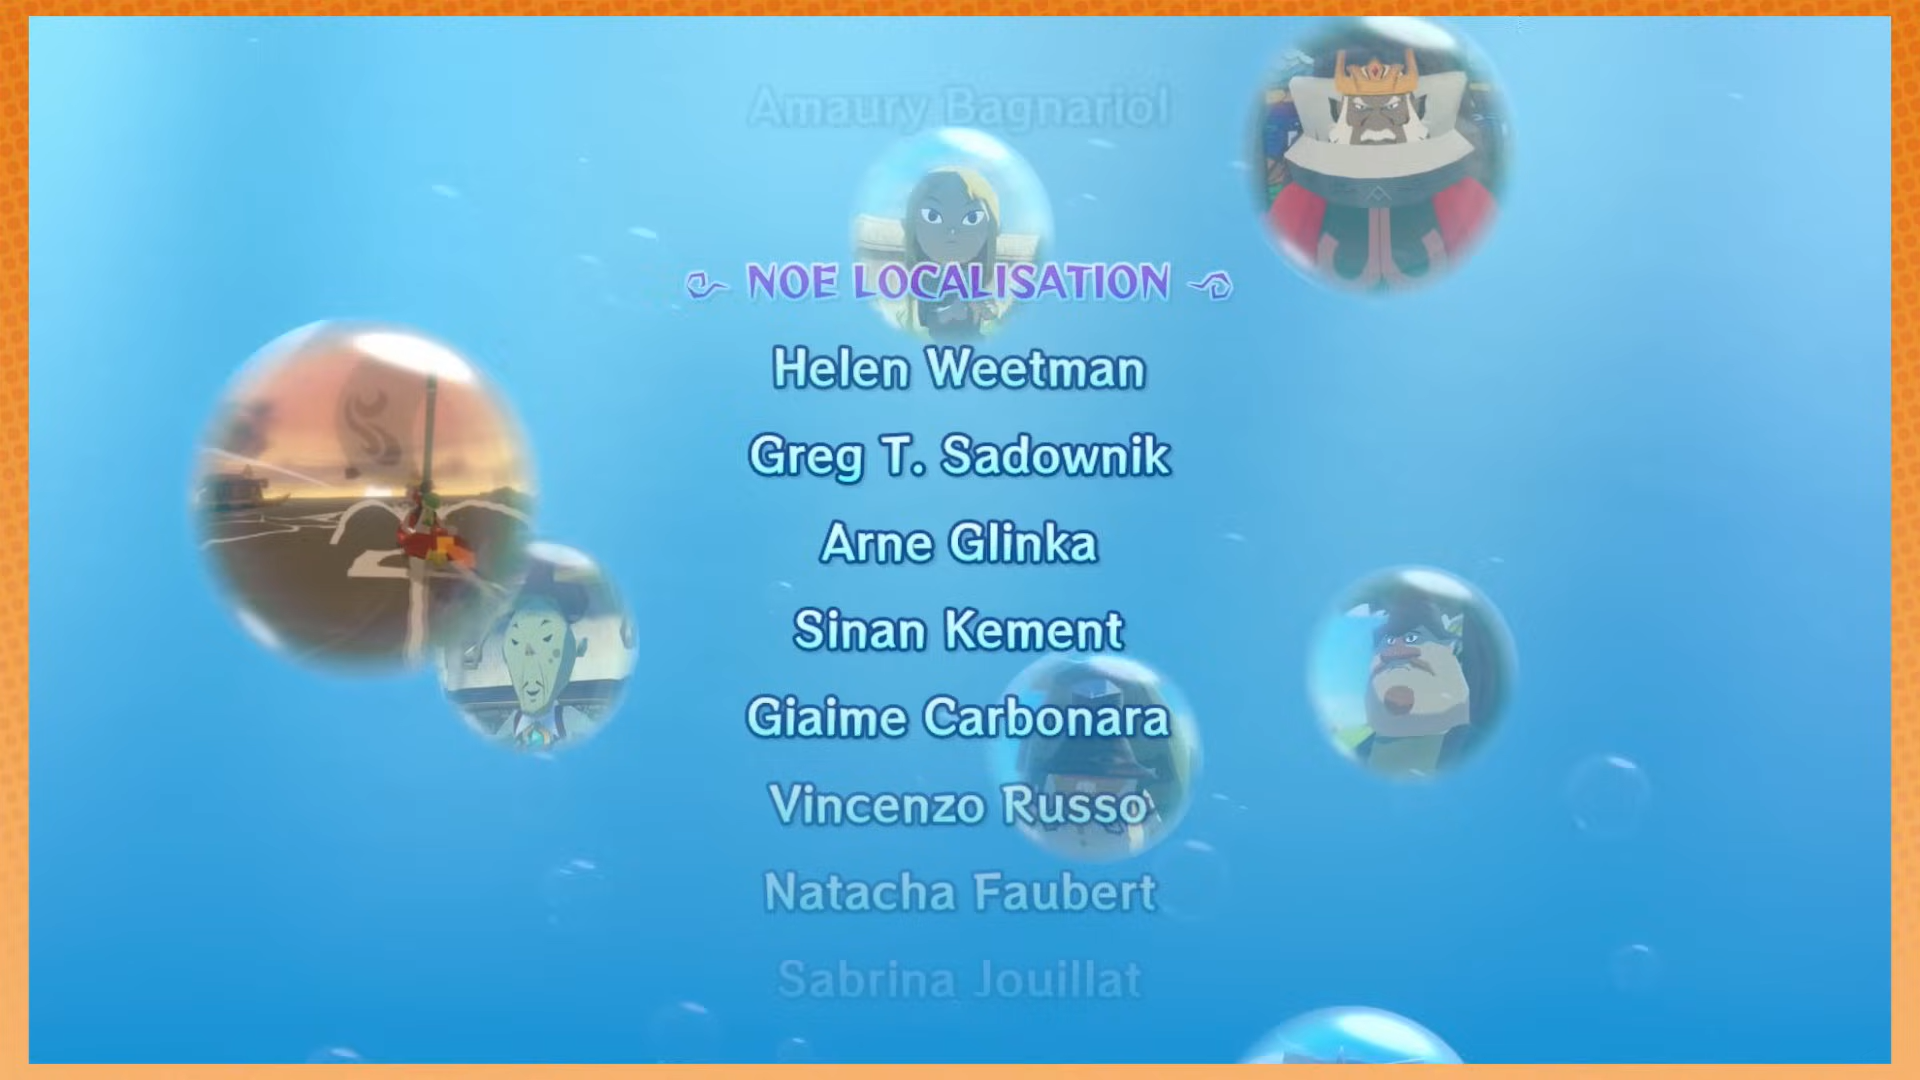 Amaury Bagnariol
NOE LOCALISATION
Helen Weetman
Greg T. Sadownik
Arne Glinka
Sinan Kement
Giaime Carbonara
Vincenzo Russo
Natacha Faubert
Sabrina Jouillat